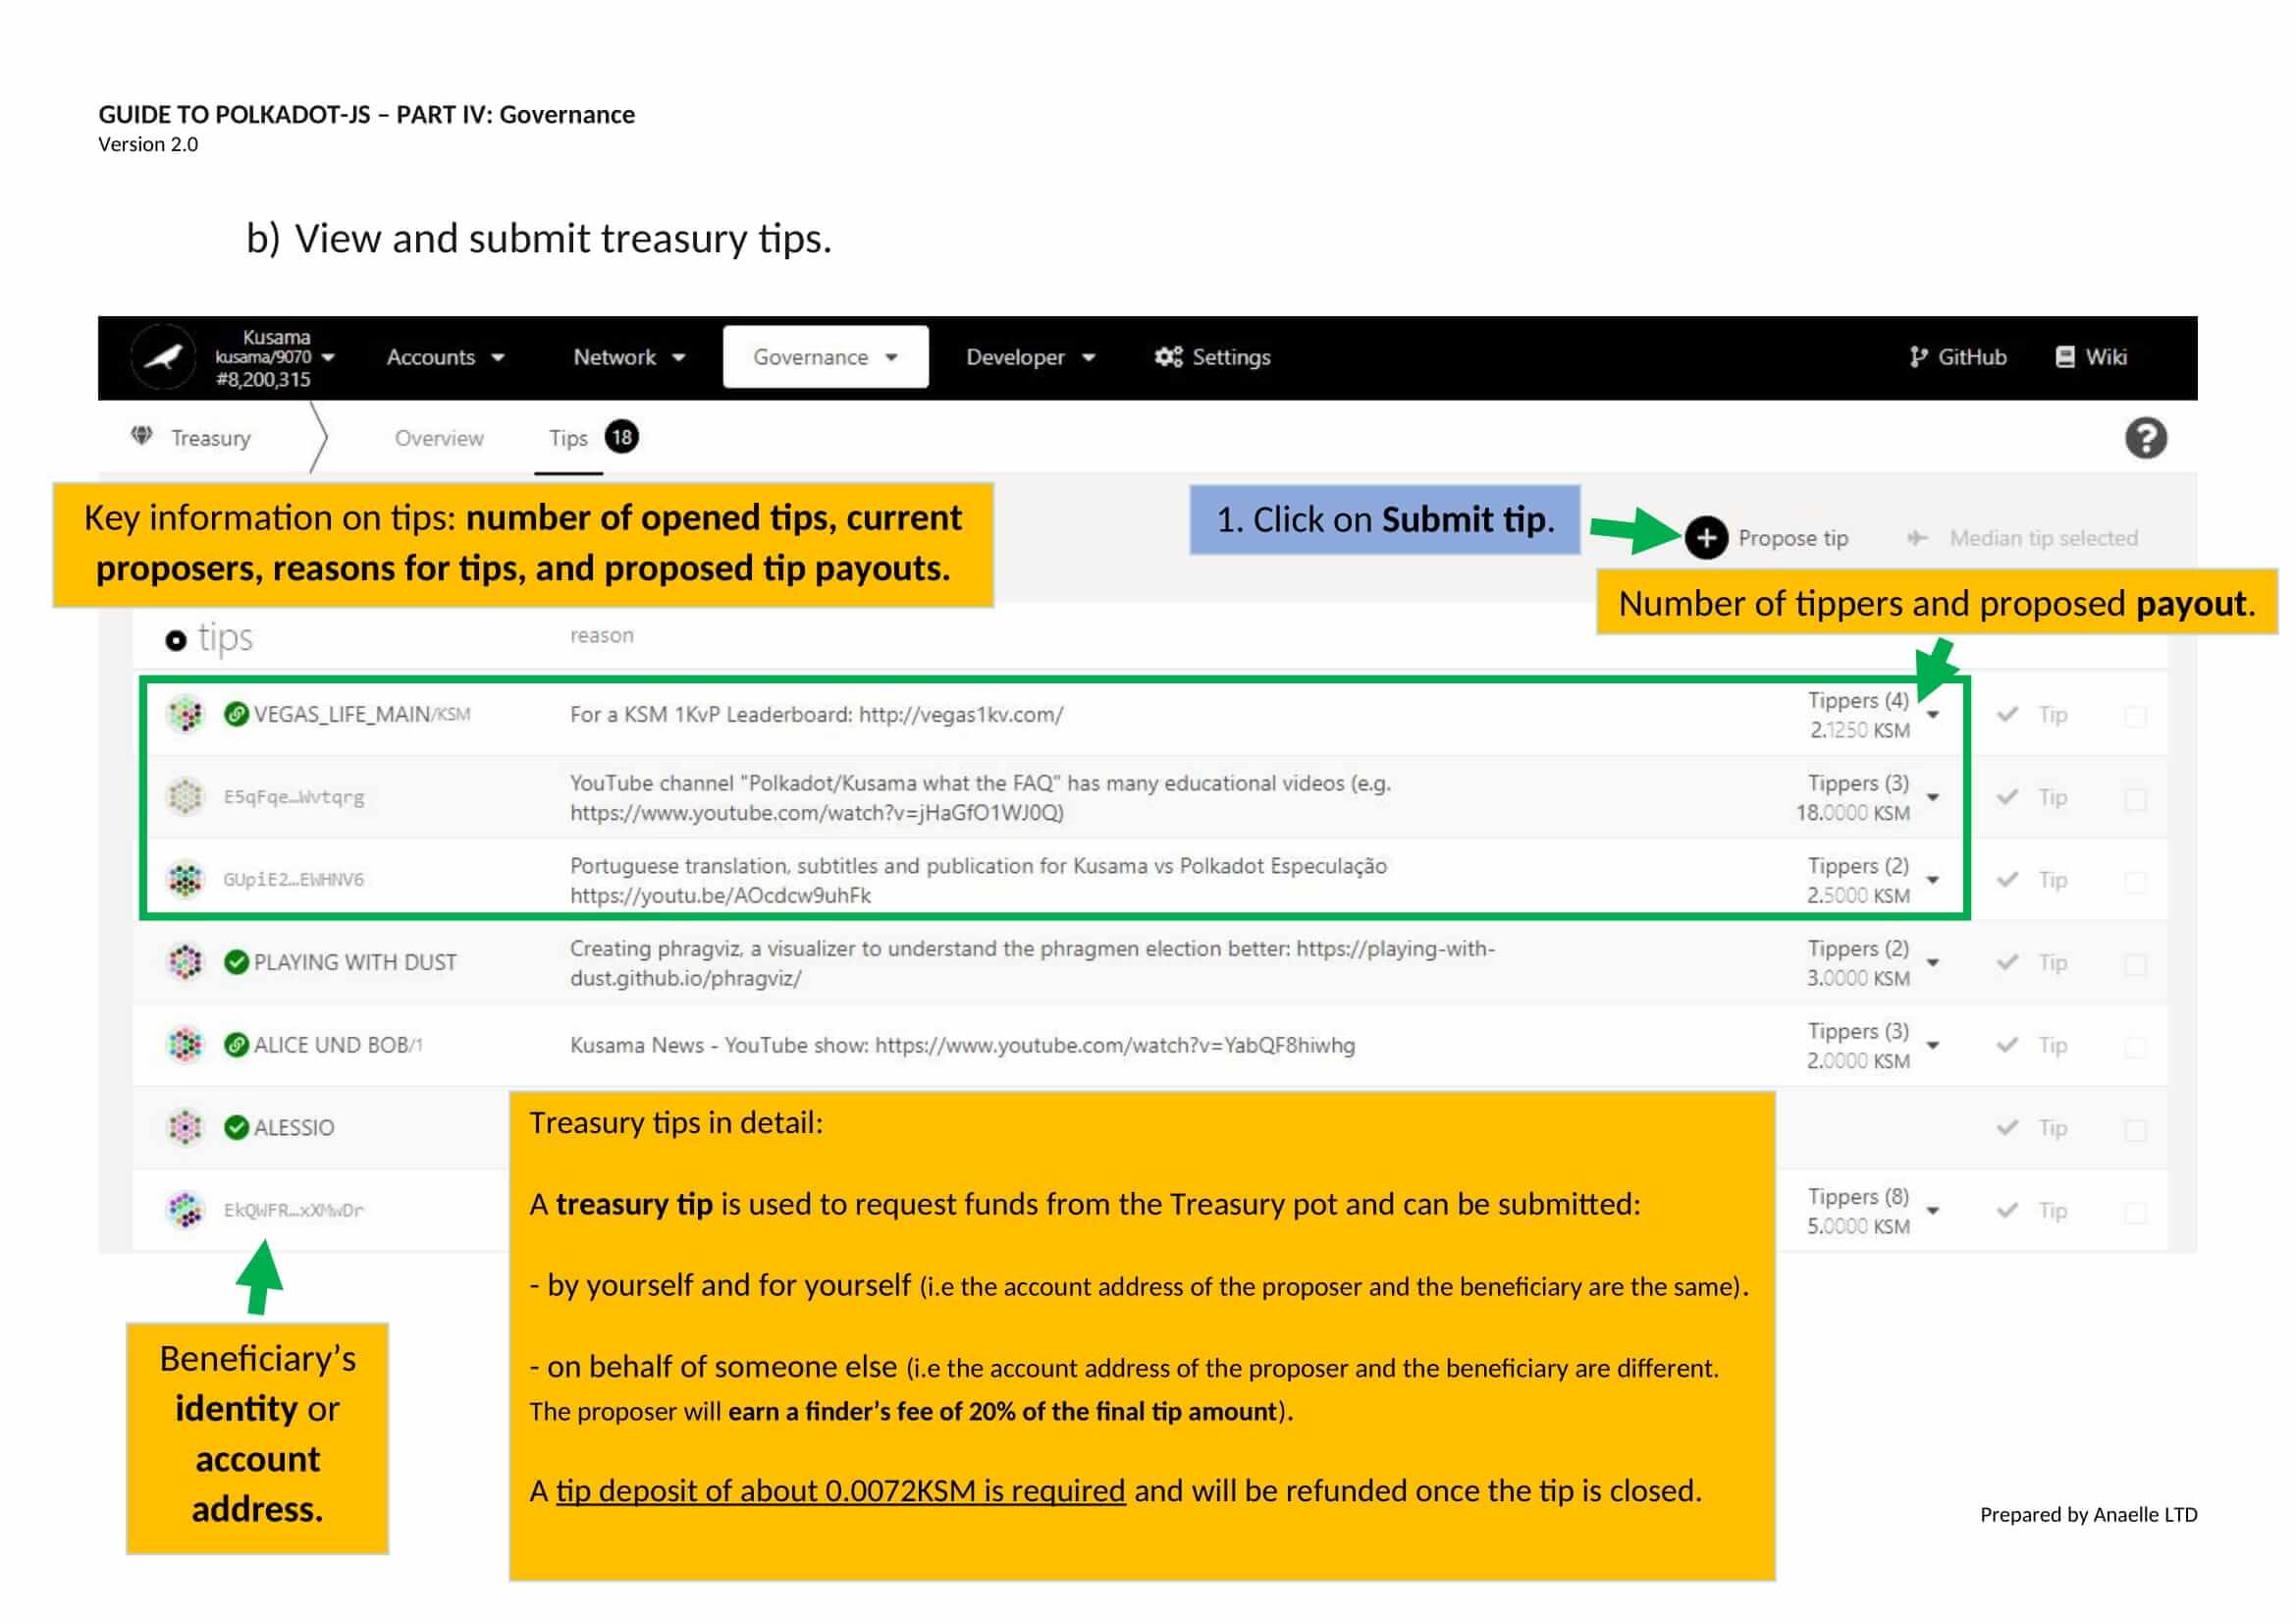 GUIDE TO POLKADOT-JS – PART IV: Governance
Version 2.0
b) View and submit treasury tips.
Kusama
kusama/9070
#8,200,315
Accounts
Network
Governance
Developer
Settings
GitHub
Wiki
Treasury
Overview
Tips 18
?
Key information on tips: number of opened tips, current
proposers, reasons for tips, and proposed tip payouts.
1. Click on Submit tip.
Propose tip
Median tip selected
Number of tippers and proposed payout.
tips
reason
VEGAS_LIFE_MAIN/KSM
For a KSM 1KvP Leaderboard: http://vegas1kv.com/
Tippers (4)
2.1250 KSM
Tip
E5qFqe…Wvtqrg
YouTube channel "Polkadot/Kusama what the FAQ" has many educational videos (e.g.
https://www.youtube.com/watch?v=jHaGfO1WJ0Q)
Tippers (3)
18.0000 KSM
Tip
GUpiE2…EWHNV6
Portuguese translation, subtitles and publication for Kusama vs Polkadot Especulação
https://youtu.be/AOcdcw9uhFk
Tippers (2)
2.5000 KSM
Tip
PLAYING WITH DUST
Creating phragviz, a visualizer to understand the phragmen election better: https://playing-with-
dust.github.io/phragviz/
Tippers (2)
3.0000 KSM
Tip
ALICE UND BOB/1
Kusama News - YouTube show: https://www.youtube.com/watch?v=YabQF8hiwhg
Tippers (3)
2.0000 KSM
Tip
ALESSIO
Tip
EkQWFR…xXMwDr
Tippers (8)
5.0000 KSM
Tip
Treasury tips in detail:
A treasury tip is used to request funds from the Treasury pot and can be submitted:
- by yourself and for yourself (i.e the account address of the proposer and the beneficiary are the same).
- on behalf of someone else (i.e the account address of the proposer and the beneficiary are different.
The proposer will earn a finder’s fee of 20% of the final tip amount).
A tip deposit of about 0.0072KSM is required and will be refunded once the tip is closed.
Beneficiary’s
identity or
account
address.
Prepared by Anaelle LTD